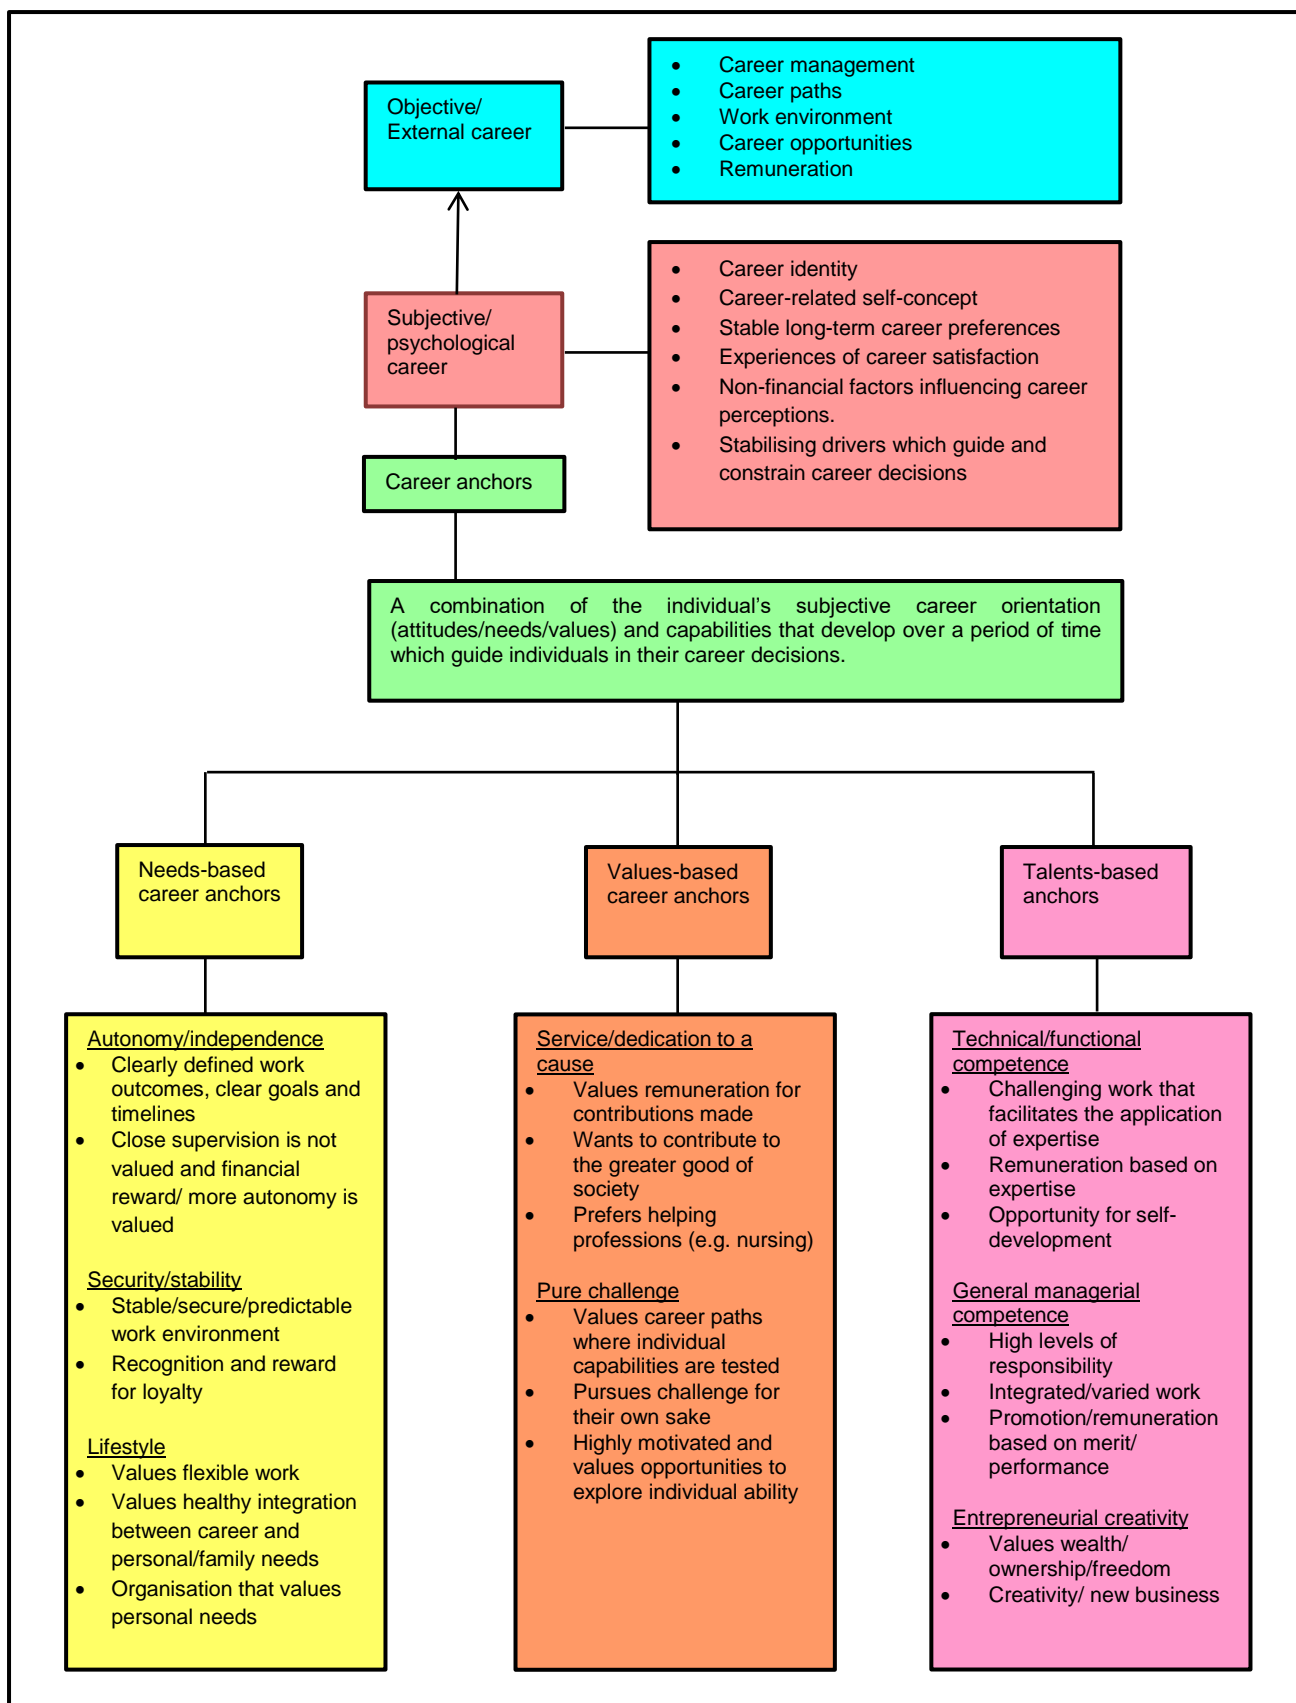 Objective/
External career
• Career management
• Career paths
• Work environment
• Career opportunities
• Remuneration
Subjective/
psychological
career
• Career identity
• Career-related self-concept
• Stable long-term career preferences
• Experiences of career satisfaction
• Non-financial factors influencing career
perceptions.
• Stabilising drivers which guide and
constrain career decisions
Career anchors
A combination of the individual’s subjective career orientation
(attitudes/needs/values) and capabilities that develop over a period of time
which guide individuals in their career decisions.
Needs-based
career anchors
Values-based
career anchors
Talents-based
anchors
Autonomy/independence
• Clearly defined work
outcomes, clear goals and
timelines
• Close supervision is not
valued and financial
reward/ more autonomy is
valued
Security/stability
• Stable/secure/predictable
work environment
• Recognition and reward
for loyalty
Lifestyle
• Values flexible work
• Values healthy integration
between career and
personal/family needs
• Organisation that values
personal needs
Service/dedication to a
cause
• Values remuneration for
contributions made
• Wants to contribute to
the greater good of
society
• Prefers helping
professions (e.g. nursing)
Pure challenge
• Values career paths
where individual
capabilities are tested
• Pursues challenge for
their own sake
• Highly motivated and
values opportunities to
explore individual ability
Technical/functional
competence
• Challenging work that
facilitates the application
of expertise
• Remuneration based on
expertise
• Opportunity for self-
development
General managerial
competence
• High levels of
responsibility
• Integrated/varied work
• Promotion/remuneration
based on merit/
performance
Entrepreneurial creativity
• Values wealth/
ownership/freedom
• Creativity/ new business